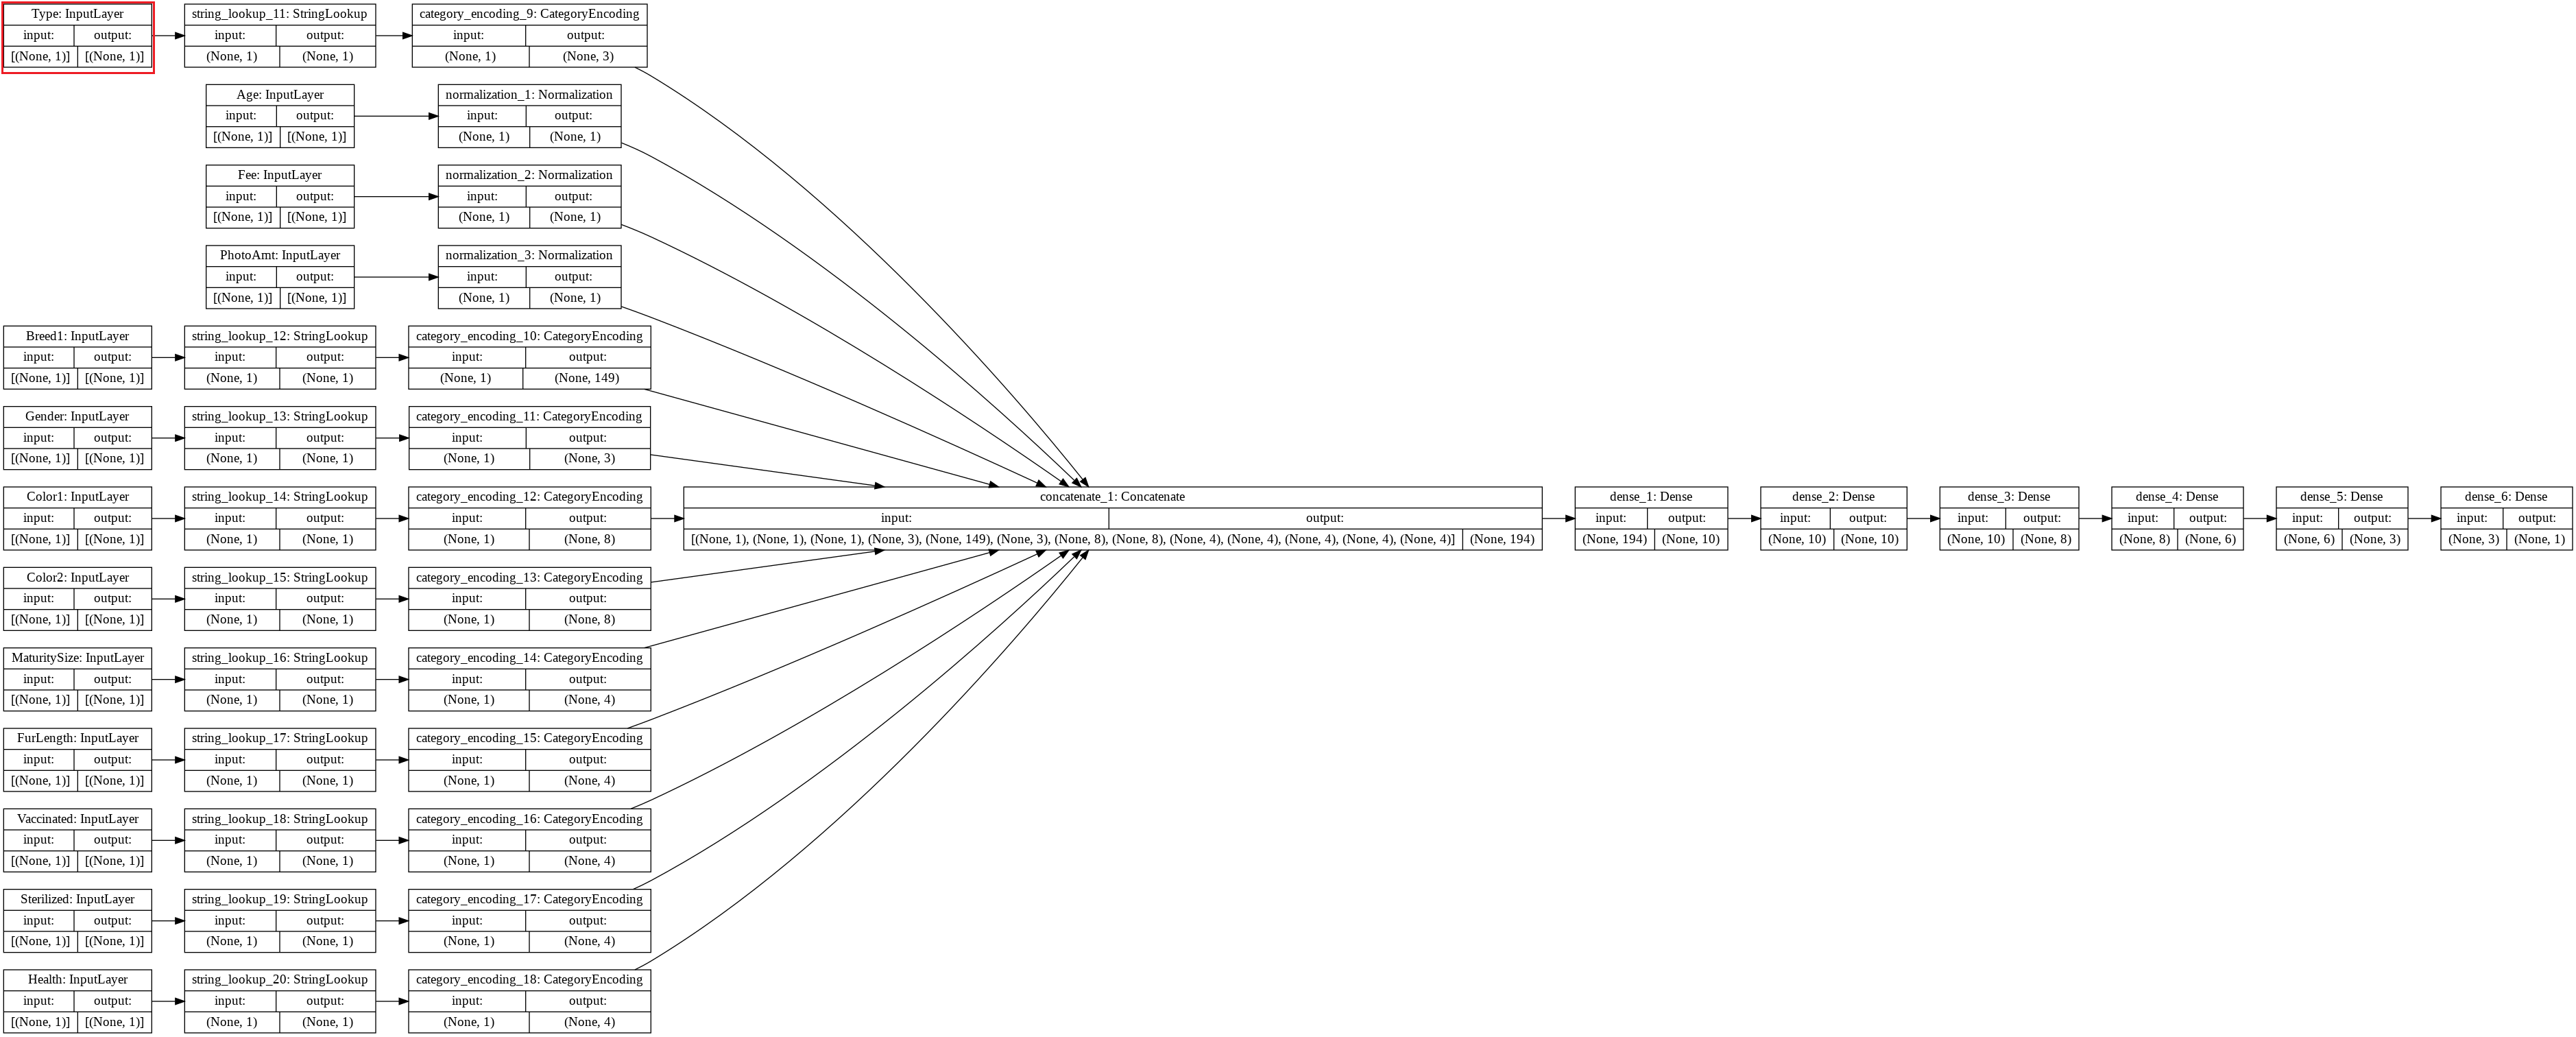 Type: InputLayer
input: output:
[(None, 1)] [(None, 1)]
string_lookup_11: StringLookup
input: output:
(None, 1) (None, 1)
category_encoding_9: CategoryEncoding
input: output:
(None, 1) (None, 3)
Age: InputLayer
input: output:
[(None, 1)] [(None, 1)]
normalization_1: Normalization
input: output:
(None, 1) (None, 1)
Fee: InputLayer
input: output:
[(None, 1)] [(None, 1)]
normalization_2: Normalization
input: output:
(None, 1) (None, 1)
PhotoAmt: InputLayer
input: output:
[(None, 1)] [(None, 1)]
normalization_3: Normalization
input: output:
(None, 1) (None, 1)
Breed1: InputLayer
input: output:
[(None, 1)] [(None, 1)]
string_lookup_12: StringLookup
input: output:
(None, 1) (None, 1)
category_encoding_10: CategoryEncoding
input: output:
(None, 1) (None, 149)
Gender: InputLayer
input: output:
[(None, 1)] [(None, 1)]
string_lookup_13: StringLookup
input: output:
(None, 1) (None, 1)
category_encoding_11: CategoryEncoding
input: output:
(None, 1) (None, 3)
Color1: InputLayer
input: output:
[(None, 1)] [(None, 1)]
string_lookup_14: StringLookup
input: output:
(None, 1) (None, 1)
category_encoding_12: CategoryEncoding
input: output:
(None, 1) (None, 8)
concatenate_1: Concatenate
input: output:
[(None, 1), (None, 1), (None, 1), (None, 3), (None, 149), (None, 3), (None, 8), (None, 8), (None, 4), (None, 4), (None, 4), (None, 4), (None, 4)] (None, 194)
dense_1: Dense
input: output:
(None, 194) (None, 10)
dense_2: Dense
input: output:
(None, 10) (None, 10)
dense_3: Dense
input: output:
(None, 10) (None, 8)
dense_4: Dense
input: output:
(None, 8) (None, 6)
dense_5: Dense
input: output:
(None, 6) (None, 3)
dense_6: Dense
input: output:
(None, 3) (None, 1)
Color2: InputLayer
input: output:
[(None, 1)] [(None, 1)]
string_lookup_15: StringLookup
input: output:
(None, 1) (None, 1)
category_encoding_13: CategoryEncoding
input: output:
(None, 1) (None, 8)
MaturitySize: InputLayer
input: output:
[(None, 1)] [(None, 1)]
string_lookup_16: StringLookup
input: output:
(None, 1) (None, 1)
category_encoding_14: CategoryEncoding
input: output:
(None, 1) (None, 4)
FurLength: InputLayer
input: output:
[(None, 1)] [(None, 1)]
string_lookup_17: StringLookup
input: output:
(None, 1) (None, 1)
category_encoding_15: CategoryEncoding
input: output:
(None, 1) (None, 4)
Vaccinated: InputLayer
input: output:
[(None, 1)] [(None, 1)]
string_lookup_18: StringLookup
input: output:
(None, 1) (None, 1)
category_encoding_16: CategoryEncoding
input: output:
(None, 1) (None, 4)
Sterilized: InputLayer
input: output:
[(None, 1)] [(None, 1)]
string_lookup_19: StringLookup
input: output:
(None, 1) (None, 1)
category_encoding_17: CategoryEncoding
input: output:
(None, 1) (None, 4)
Health: InputLayer
input: output:
[(None, 1)] [(None, 1)]
string_lookup_20: StringLookup
input: output:
(None, 1) (None, 1)
category_encoding_18: CategoryEncoding
input: output:
(None, 1) (None, 4)